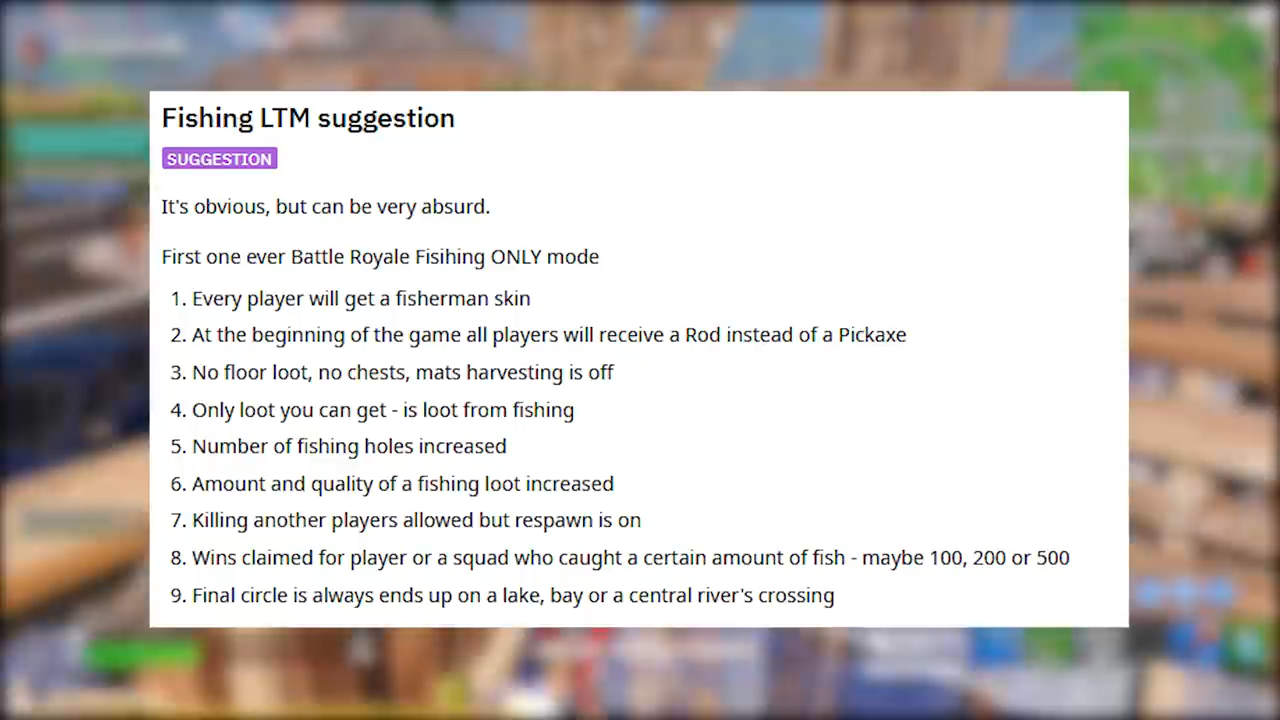 Fishing LTM suggestion
SUGGESTION
It's obvious, but can be very absurd.
First one ever Battle Royale Fisihing ONLY mode
1. Every player will get a fisherman skin
2. At the beginning of the game all players will receive a Rod instead of a Pickaxe
3. No floor loot, no chests, mats harvesting is off
4. Only loot you can get - is loot from fishing
5. Number of fishing holes increased
6. Amount and quality of a fishing loot increased
7. Killing another players allowed but respawn is on
8. Wins claimed for player or a squad who caught a certain amount of fish - maybe 100, 200 or 500
9. Final circle is always ends up on a lake, bay or a central river's crossing